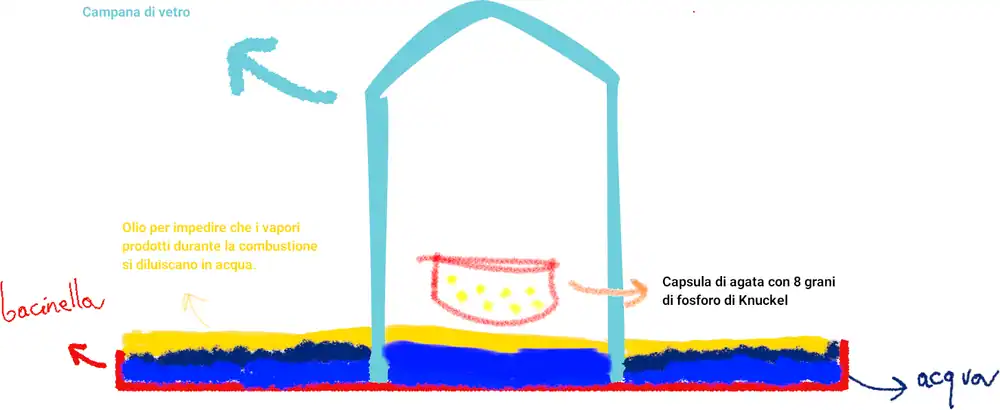 Campana di vetro
Olio per impedire che i vapori
prodotti durante la combustione
si diluiscano in acqua.
bacinella
Capsula di agata con 8 grani
di fosforo di Knuckel
acqua